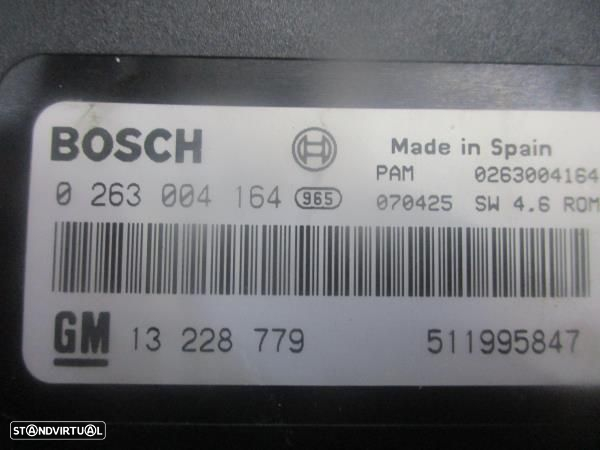 BOSCH
Made in Spain
PAM 0263004164
0 263 004 164 965
070425 SW 4.6 ROM
GM 13 228 779 511995847
STANDVIRTUAL